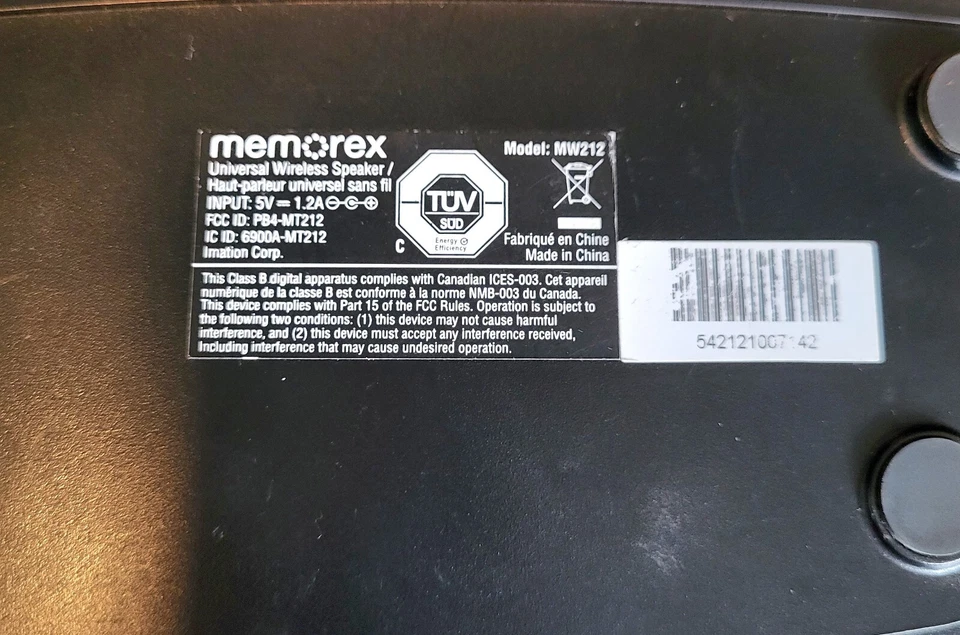 memorex
Model: MW212
Universal Wireless Speaker /
Haut-parleur universel sans fil
INPUT: 5V ⎓ 1.2A ⊖-C-⊕
FCC ID: PB4-MT212
IC ID: 6900A-MT212
Imation Corp.
TÜV
SÜD
Energy
Efficiency
C
Fabriqué en Chine
Made in China
This Class B digital apparatus complies with Canadian ICES-003. Cet appareil
numérique de la classe B est conforme à la norme NMB-003 du Canada.
This device complies with Part 15 of the FCC Rules. Operation is subject to
the following two conditions: (1) this device may not cause harmful
interference, and (2) this device must accept any interference received,
including interference that may cause undesired operation.
542121007142